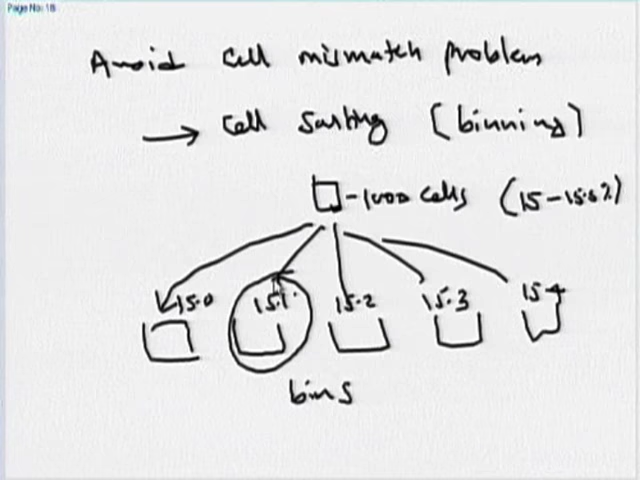 Page No: 18
Avoid cell mismatch problem
→ cell sorting (binning)
- 1000 cells (15 - 15.5%)
15.0 15.1 15.2 15.3 15.4
bins